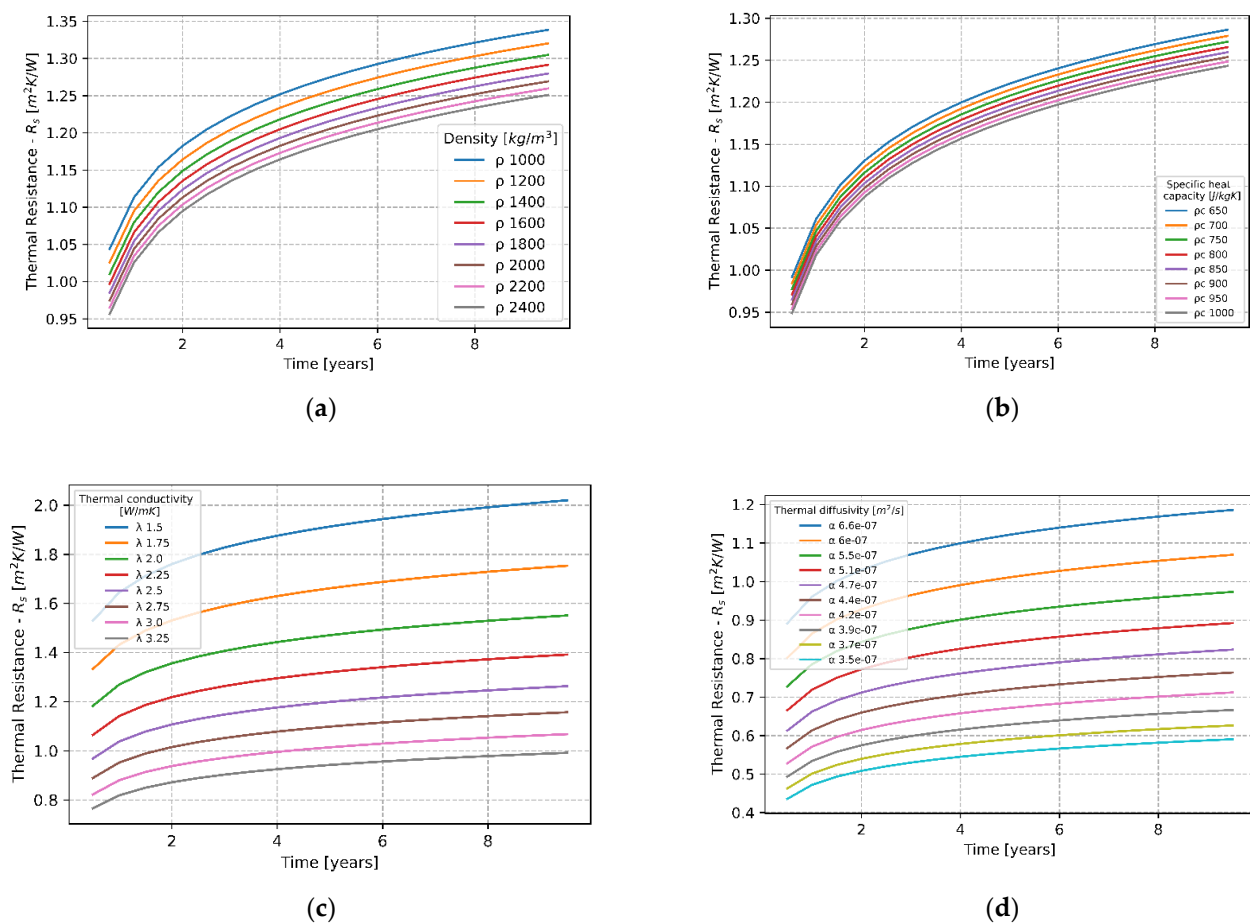 1.35
1.30
1.25
1.20
1.15
1.10
1.05
1.00
0.95
Thermal Resistance - Rₛ [m²K/W]
Density [kg/m³]
ρ 1000
ρ 1200
ρ 1400
ρ 1600
ρ 1800
ρ 2000
ρ 2200
ρ 2400
2 4 6 8
Time [years]
(a)
1.30
1.25
1.20
1.15
1.10
1.05
1.00
0.95
Thermal Resistance - Rₛ [m²K/W]
Specific heal
capacity [J/kgK]
ρc 650
ρc 700
ρc 750
ρc 800
ρc 850
ρc 900
ρc 950
ρc 1000
2 4 6 8
Time [years]
(b)
2.0
1.8
1.6
1.4
1.2
1.0
0.8
Thermal Resistance - Rₛ [m²K/W]
Thermal conductivity
[W/mK]
λ 1.5
λ 1.75
λ 2.0
λ 2.25
λ 2.5
λ 2.75
λ 3.0
λ 3.25
2 4 6 8
Time [years]
(c)
1.2
1.1
1.0
0.9
0.8
0.7
0.6
0.5
0.4
Thermal Resistance - Rₛ [m²K/W]
Thermal diffusivity [m²/s]
α 6.6e-07
α 6e-07
α 5.5e-07
α 5.1e-07
α 4.7e-07
α 4.4e-07
α 4.2e-07
α 3.9c-07
α 3.7e-07
α 3.5e-07
2 4 6 8
Time [years]
(d)